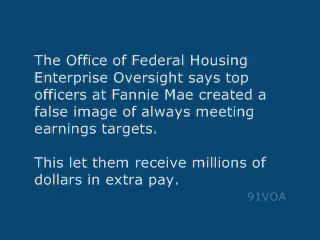 The Office of Federal Housing
Enterprise Oversight says top
officers at Fannie Mae created a
false image of always meeting
earnings targets.
This let them receive millions of
dollars in extra pay.
91VOA